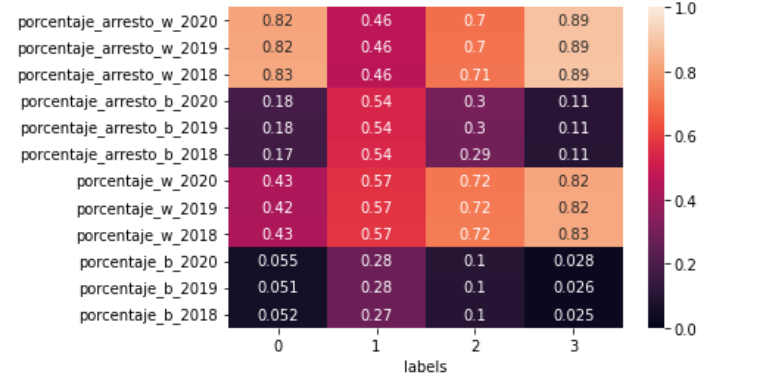 porcentaje_arresto_w_2020 0.82 0.46 0.7 0.89 1.0
porcentaje_arresto_w_2019 0.82 0.46 0.7 0.89
porcentaje_arresto_w_2018 0.83 0.46 0.71 0.89 0.8
porcentaje_arresto_b_2020 0.18 0.54 0.3 0.11
porcentaje_arresto_b_2019 0.18 0.54 0.3 0.11 0.6
porcentaje_arresto_b_2018 0.17 0.54 0.29 0.11
porcentaje_w_2020 0.43 0.57 0.72 0.82 0.4
porcentaje_w_2019 0.42 0.57 0.72 0.82
porcentaje_w_2018 0.43 0.57 0.72 0.83
porcentaje_b_2020 0.055 0.28 0.1 0.028 0.2
porcentaje_b_2019 0.051 0.28 0.1 0.026
porcentaje_b_2018 0.052 0.27 0.1 0.025 0.0
0 1 2 3
labels